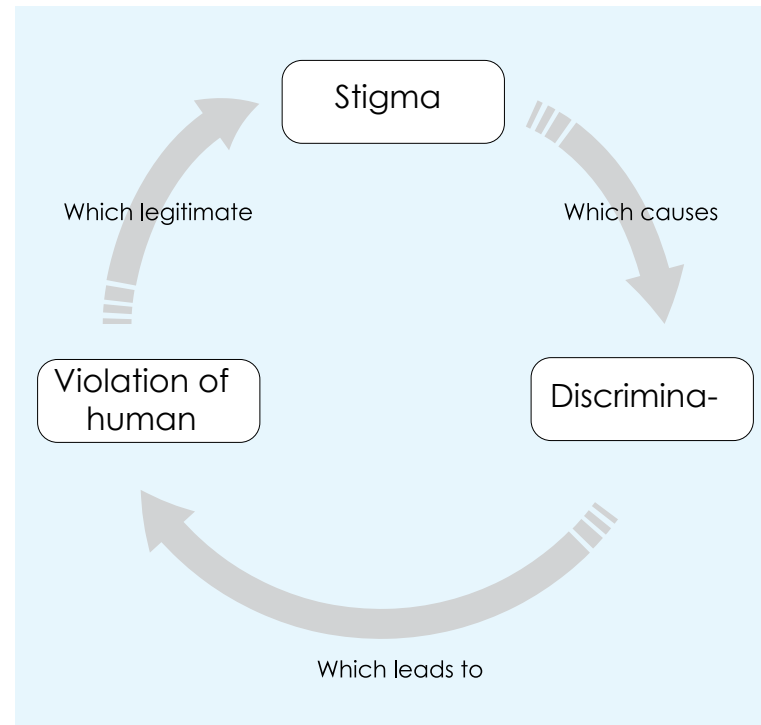 Stigma
Which causes
Discrimina-
Which leads to
Violation of
human
Which legitimate